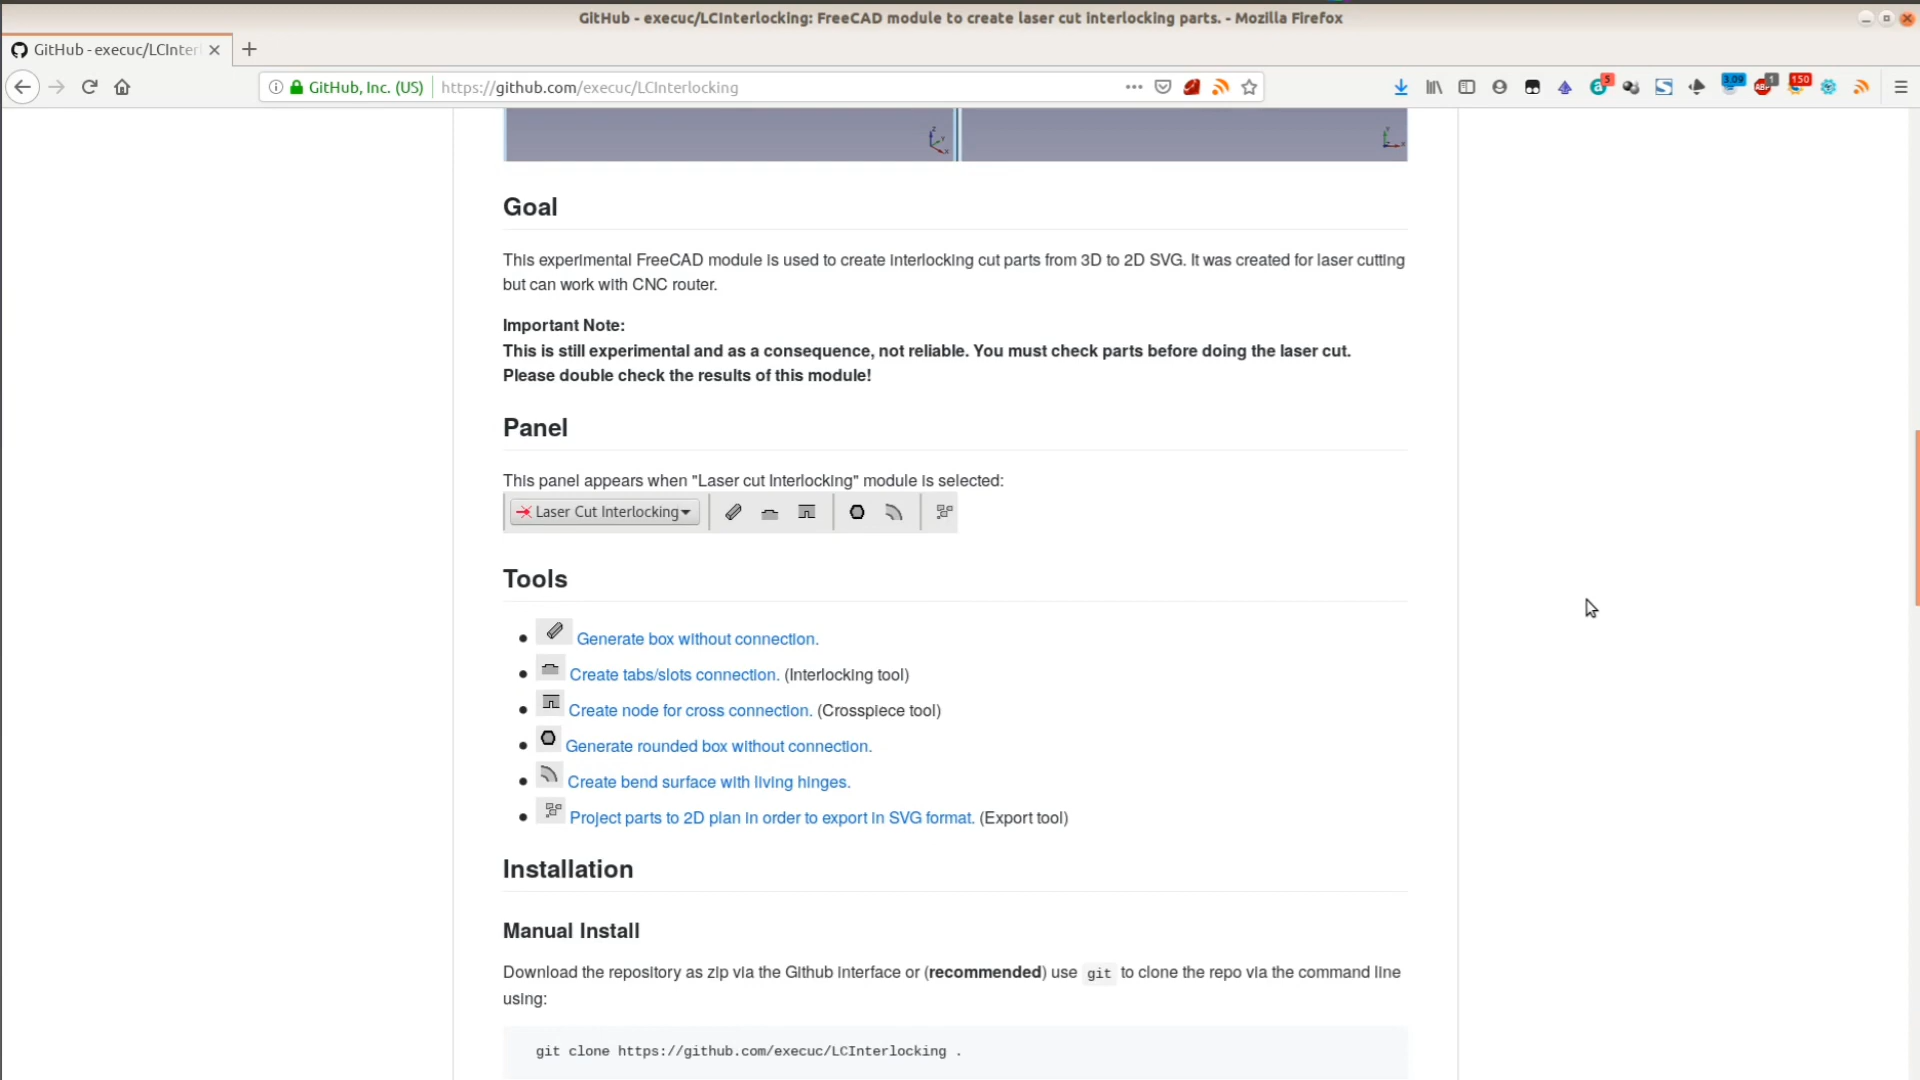 GitHub - execuc/LCInterlocking: FreeCAD module to create laser cut interlocking parts. - Mozilla Firefox
GitHub - execuc/LCInter
GitHub, Inc. (US) https://github.com/execuc/LCInterlocking
5 3.09 1 150
ABP
Goal
This experimental FreeCAD module is used to create interlocking cut parts from 3D to 2D SVG. It was created for laser cutting
but can work with CNC router.
Important Note:
This is still experimental and as a consequence, not reliable. You must check parts before doing the laser cut.
Please double check the results of this module!
Panel
This panel appears when "Laser cut Interlocking" module is selected:
Laser Cut Interlocking
Tools
Generate box without connection.
Create tabs/slots connection. (Interlocking tool)
Create node for cross connection. (Crosspiece tool)
Generate rounded box without connection.
Create bend surface with living hinges.
Project parts to 2D plan in order to export in SVG format. (Export tool)
Installation
Manual Install
Download the repository as zip via the Github interface or (recommended) use git to clone the repo via the command line
using:
git clone https://github.com/execuc/LCInterlocking .